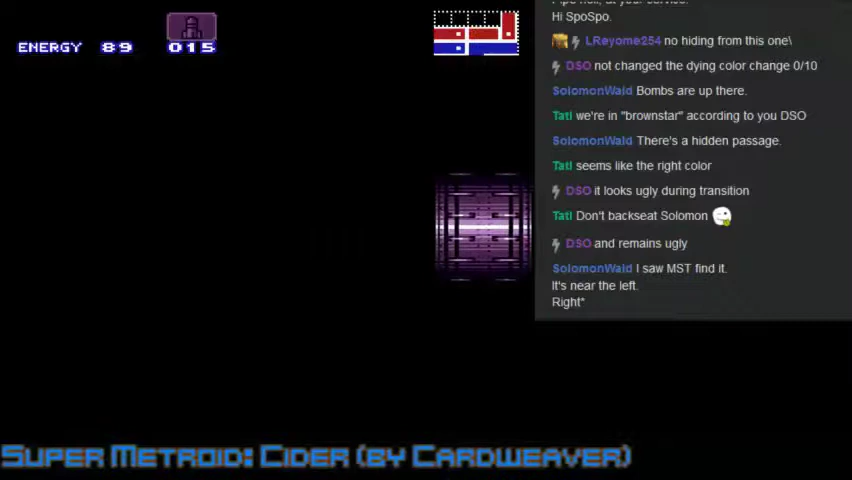 Hi SpoSpo.
ENERGY 89
015
LReyome254 no hiding from this one\
DSO not changed the dying color change 0/10
SolomonWald Bombs are up there.
Tatl we're in "brownstar" according to you DSO
SolomonWald There's a hidden passage.
Tatl seems like the right color
DSO it looks ugly during transition
Tatl Don't backseat Solomon
DSO and remains ugly
SolomonWald I saw MST find it.
It's near the left.
Right*
Super Metroid: Cider (by Cardweaver)